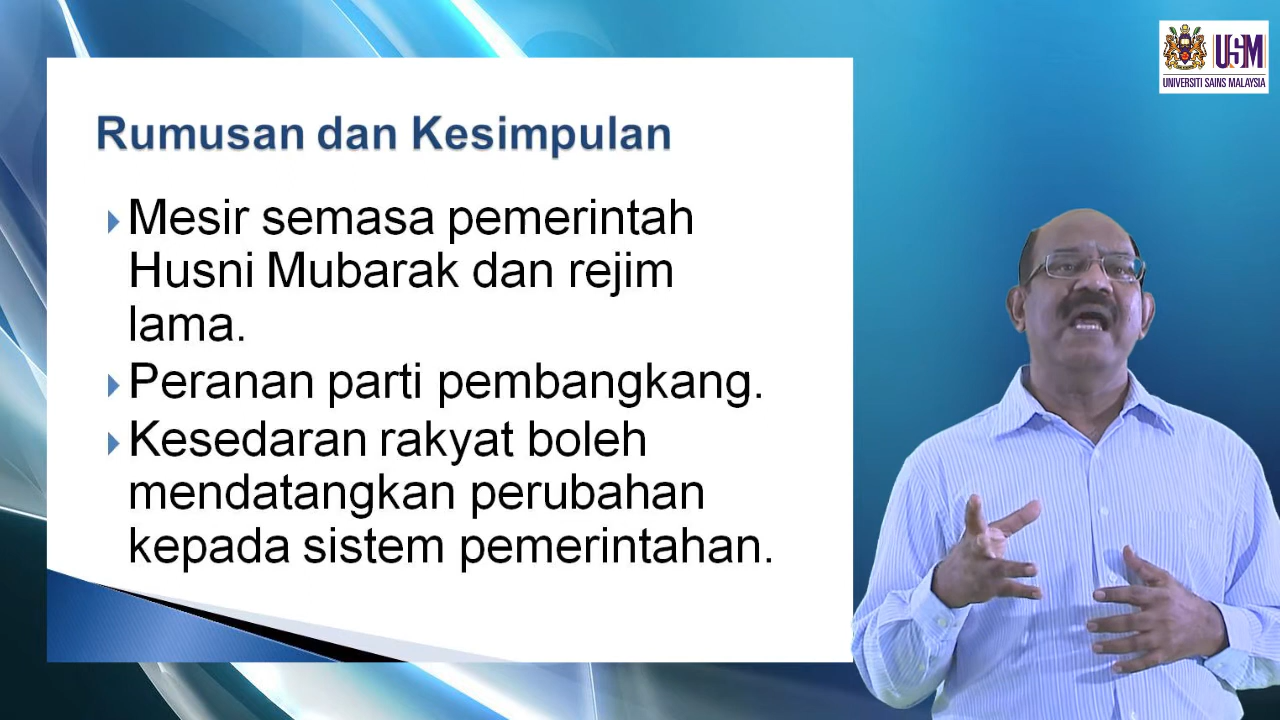 Rumusan dan Kesimpulan
Mesir semasa pemerintah
Husni Mubarak dan rejim
lama.
Peranan parti pembangkang.
Kesedaran rakyat boleh
mendatangkan perubahan
kepada sistem pemerintahan.
USM
UNIVERSITI SAINS MALAYSIA